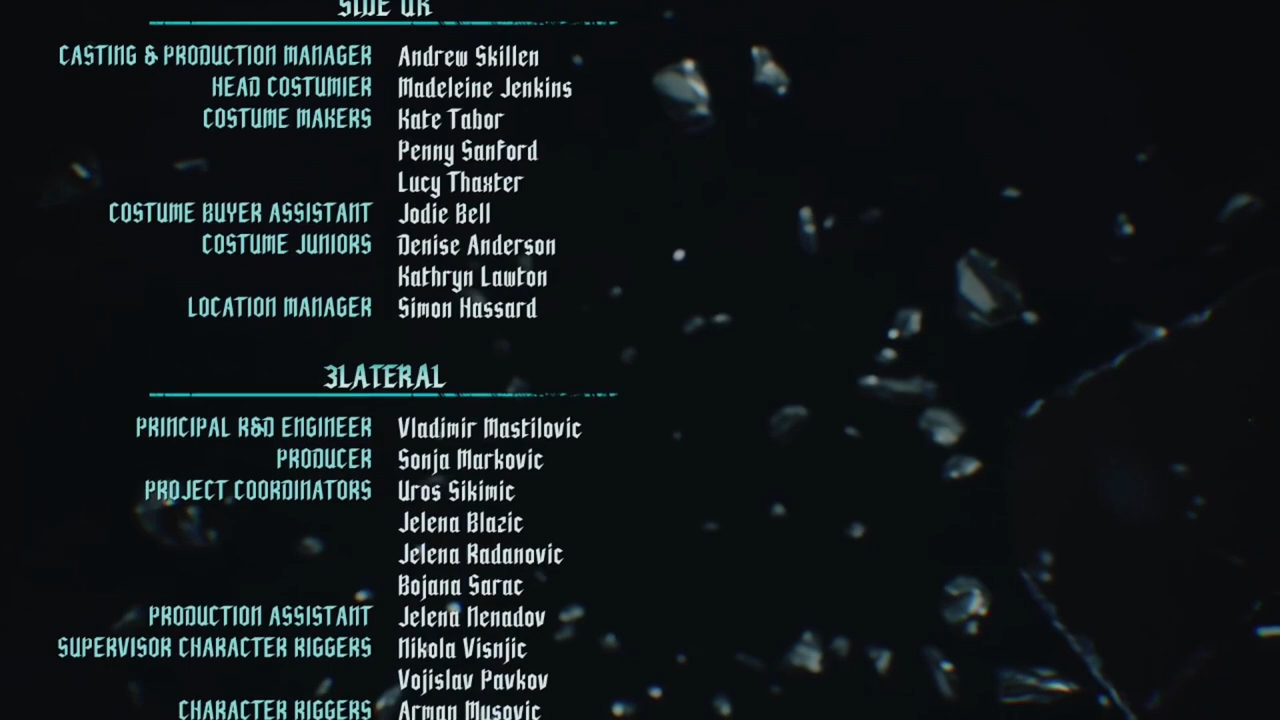 SIDE UK
CASTING & PRODUCTION MANAGER Andrew Skillen
HEAD COSTUMIER Madeleine Jenkins
COSTUME MAKERS Kate Tabor
Penny Sanford
Lucy Thaxter
COSTUME BUYER ASSISTANT Jodie Bell
COSTUME JUNIORS Denise Anderson
Kathryn Lawton
LOCATION MANAGER Simon Hassard
3LATERAL
PRINCIPAL R&D ENGINEER Vladimir Mastilovic
PRODUCER Sonja Markovic
PROJECT COORDINATORS Uros Sikimic
Jelena Blazic
Jelena Radanovic
Bojana Sarac
PRODUCTION ASSISTANT Jelena Nenadov
SUPERVISOR CHARACTER RIGGERS Nikola Visnjic
Vojislav Pavkov
CHARACTER RIGGERS Arman Musovic